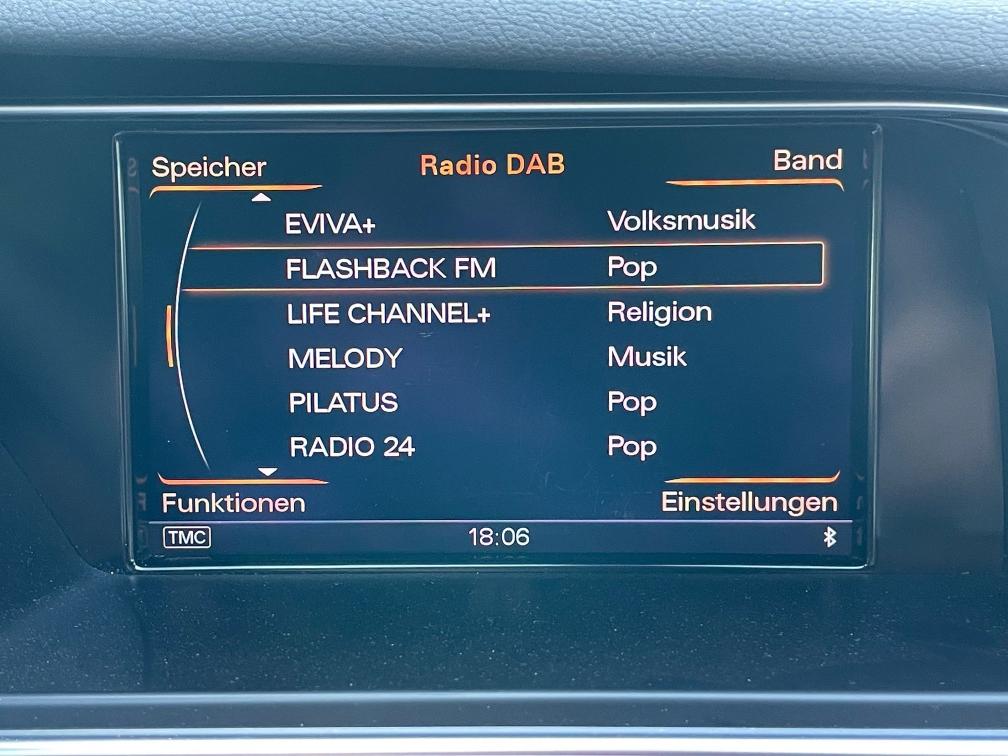 Speicher Radio DAB Band
EVIVA+ Volksmusik
FLASHBACK FM Pop
LIFE CHANNEL+ Religion
MELODY Musik
PILATUS Pop
RADIO 24 Pop
Funktionen Einstellungen
TMC 18:06